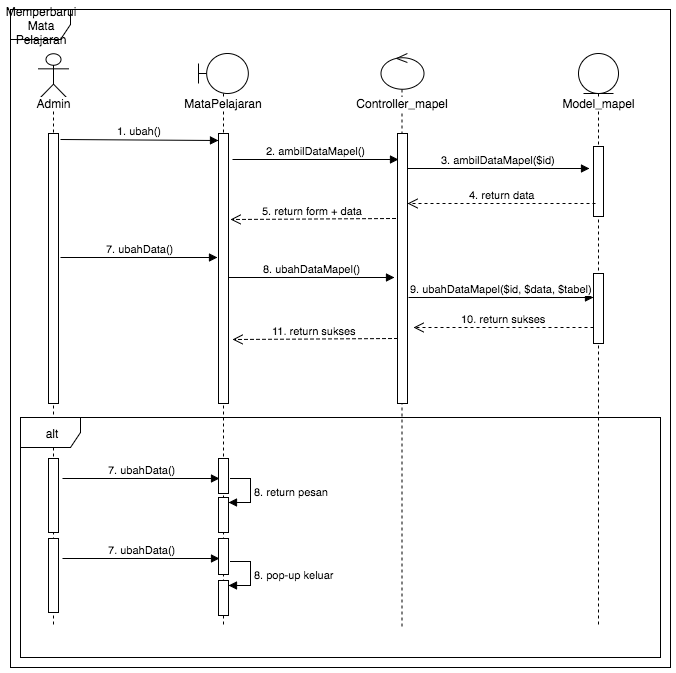 Memperbarui
Mata
Pelajaran
Admin
MataPelajaran
Controller_mapel
Model_mapel
1. ubah()
2. ambilDataMapel()
3. ambilDataMapel($id)
4. return data
5. return form + data
7. ubahData()
8. ubahDataMapel()
9. ubahDataMapel($id, $data, $tabel)
10. return sukses
11. return sukses
alt
7. ubahData()
8. return pesan
7. ubahData()
8. pop-up keluar